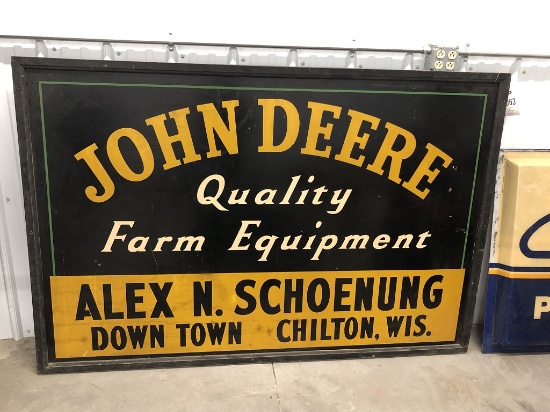 JOHN DEERE
Quality
Farm Equipment
ALEX N. SCHOENUNG
DOWN TOWN CHILTON, WIS.